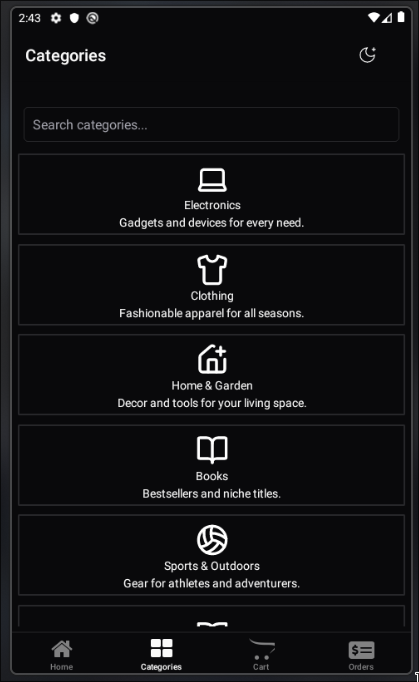 2:43
Categories
Search categories...
Electronics
Gadgets and devices for every need.
Clothing
Fashionable apparel for all seasons.
Home & Garden
Decor and tools for your living space.
Books
Bestsellers and niche titles.
Sports & Outdoors
Gear for athletes and adventurers.
Home Categories Cart Orders